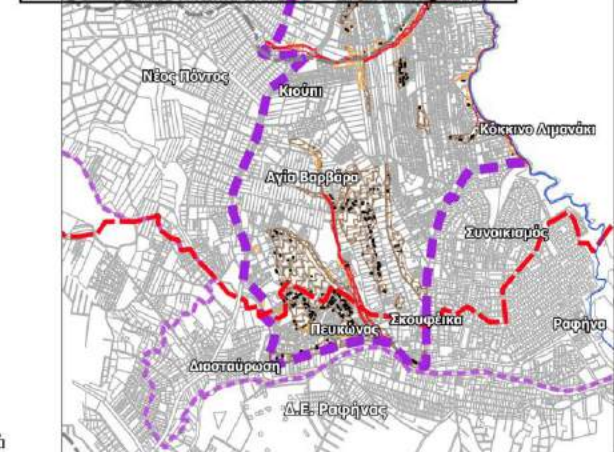 Νέος Πόντος
Κιούπι
Κόκκινο Λιμανάκι
Αγία Βαρβάρα
Συνοικισμός
Σκουφέικα
Ραφήνα
Πευκώνας
Διασταύρωση
Δ.Ε. Ραφήνας